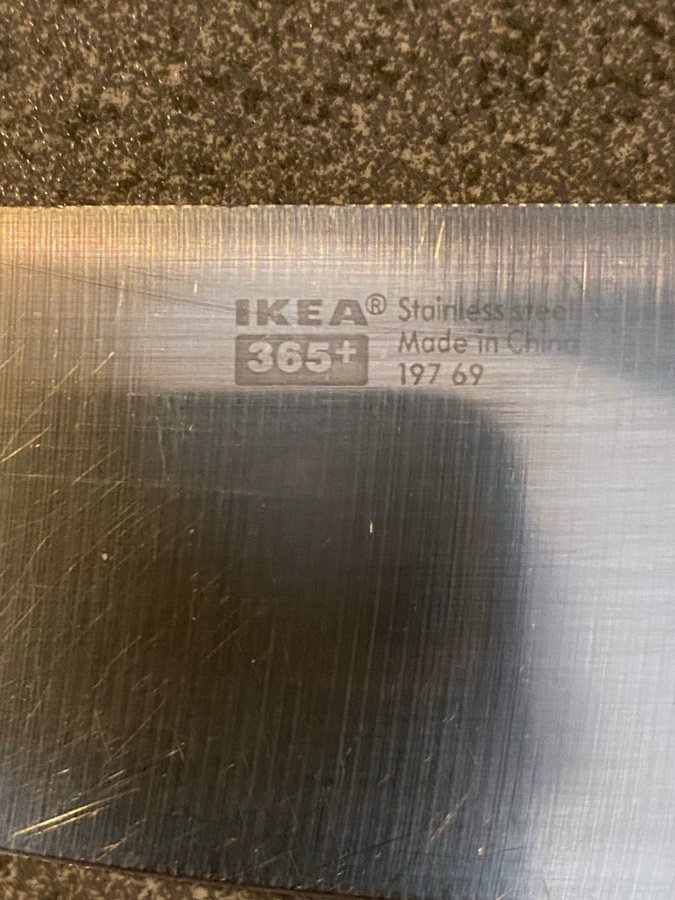 IKEA® Stainless steel
365+ Made in China
197 69